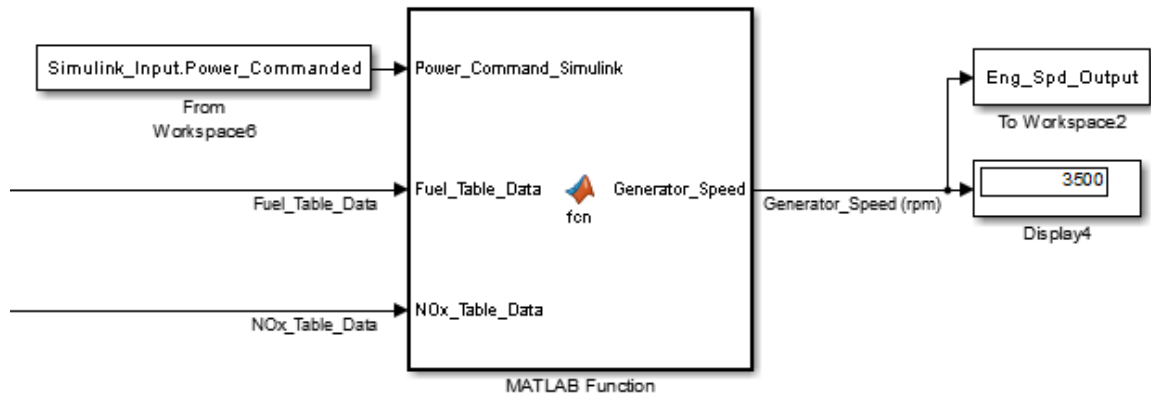 Simulink_Input.Power_Commanded
From
Workspace6
Power_Command_Simulink
Fuel_Table_Data
Fuel_Table_Data
NOx_Table_Data
NOx_Table_Data
fcn
Generator_Speed
MATLAB Function
Generator_Speed (rpm)
Eng_Spd_Output
To Workspace2
3500
Display4